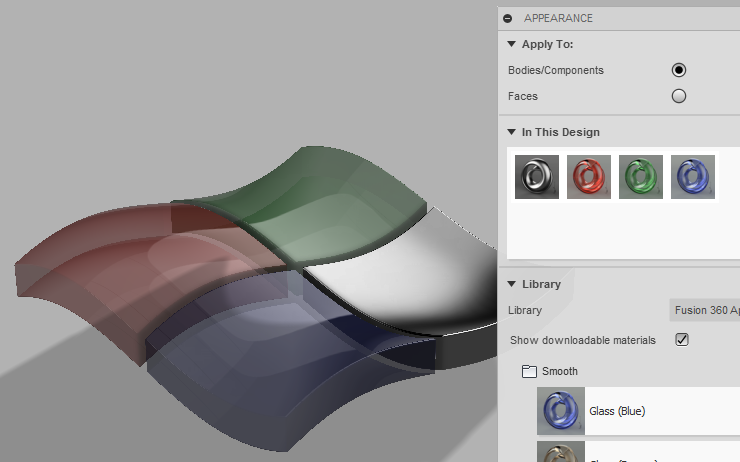 APPEARANCE
Apply To:
Bodies/Components
Faces
In This Design
Library
Library
Fusion 360 Ap
Show downloadable materials
Smooth
Glass (Blue)